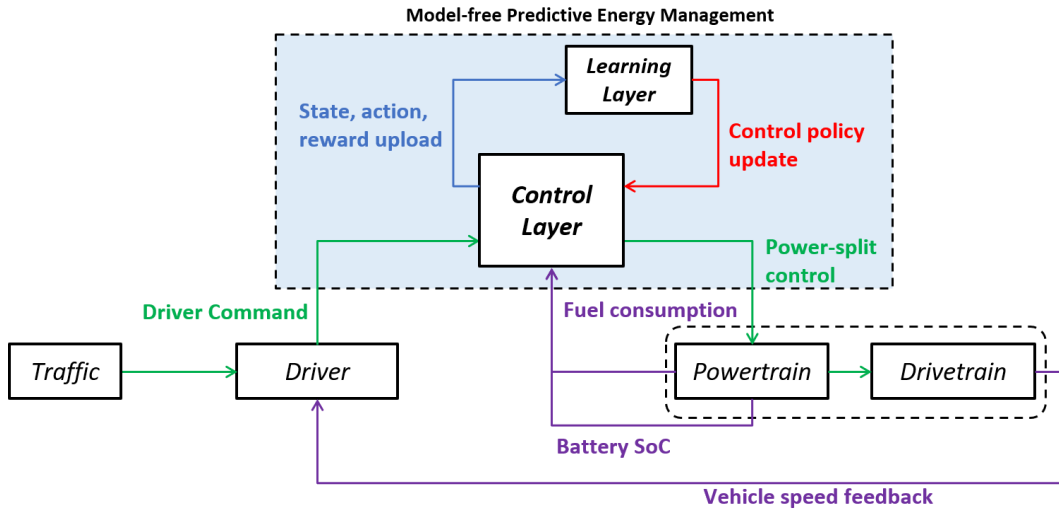 Model-free Predictive Energy Management
Learning
Layer
State, action,
reward upload
Control policy
update
Control
Layer
Power-split
control
Driver Command
Fuel consumption
Traffic
Driver
Powertrain
Drivetrain
Battery SoC
Vehicle speed feedback